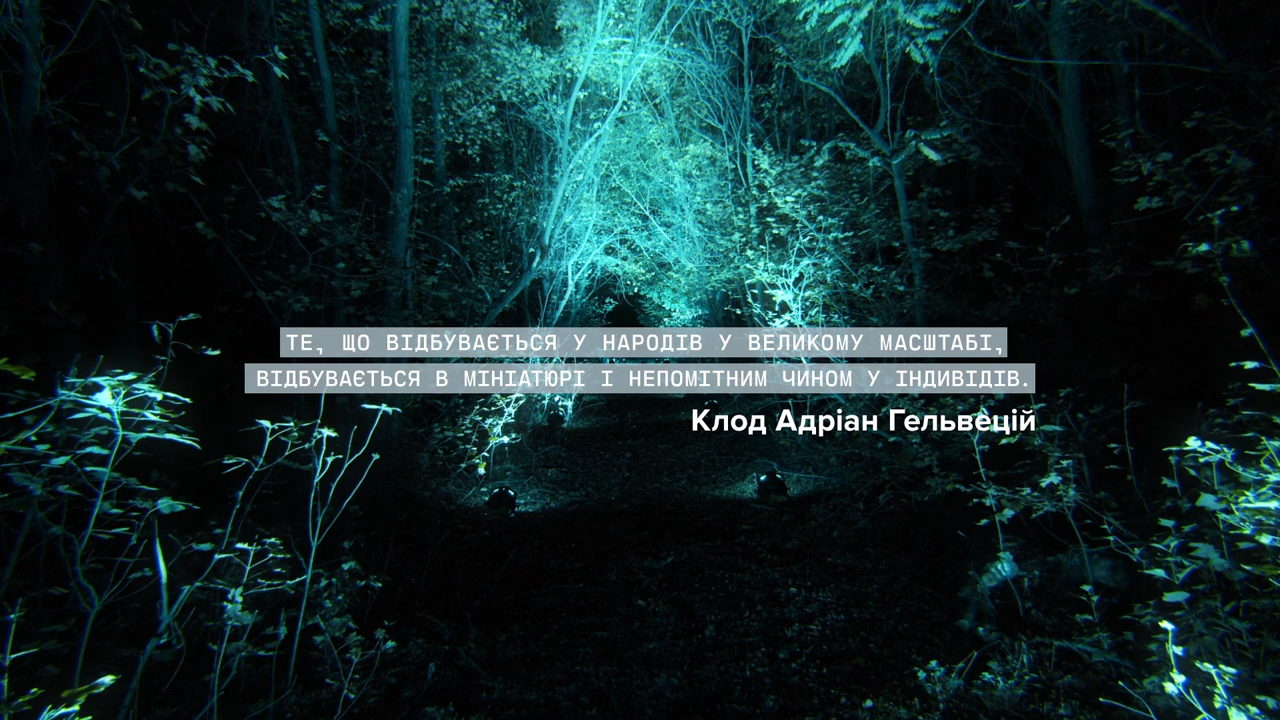 ТЕ, ЩО ВІДБУВАЄТЬСЯ У НАРОДІВ У ВЕЛИКОМУ МАСШТАБІ,
ВІДБУВАЄТЬСЯ В МІНІАТЮРІ І НЕПОМІТНИМ ЧИНОМ У ІНДИВІДІВ.
Клод Адріан Гельвецій